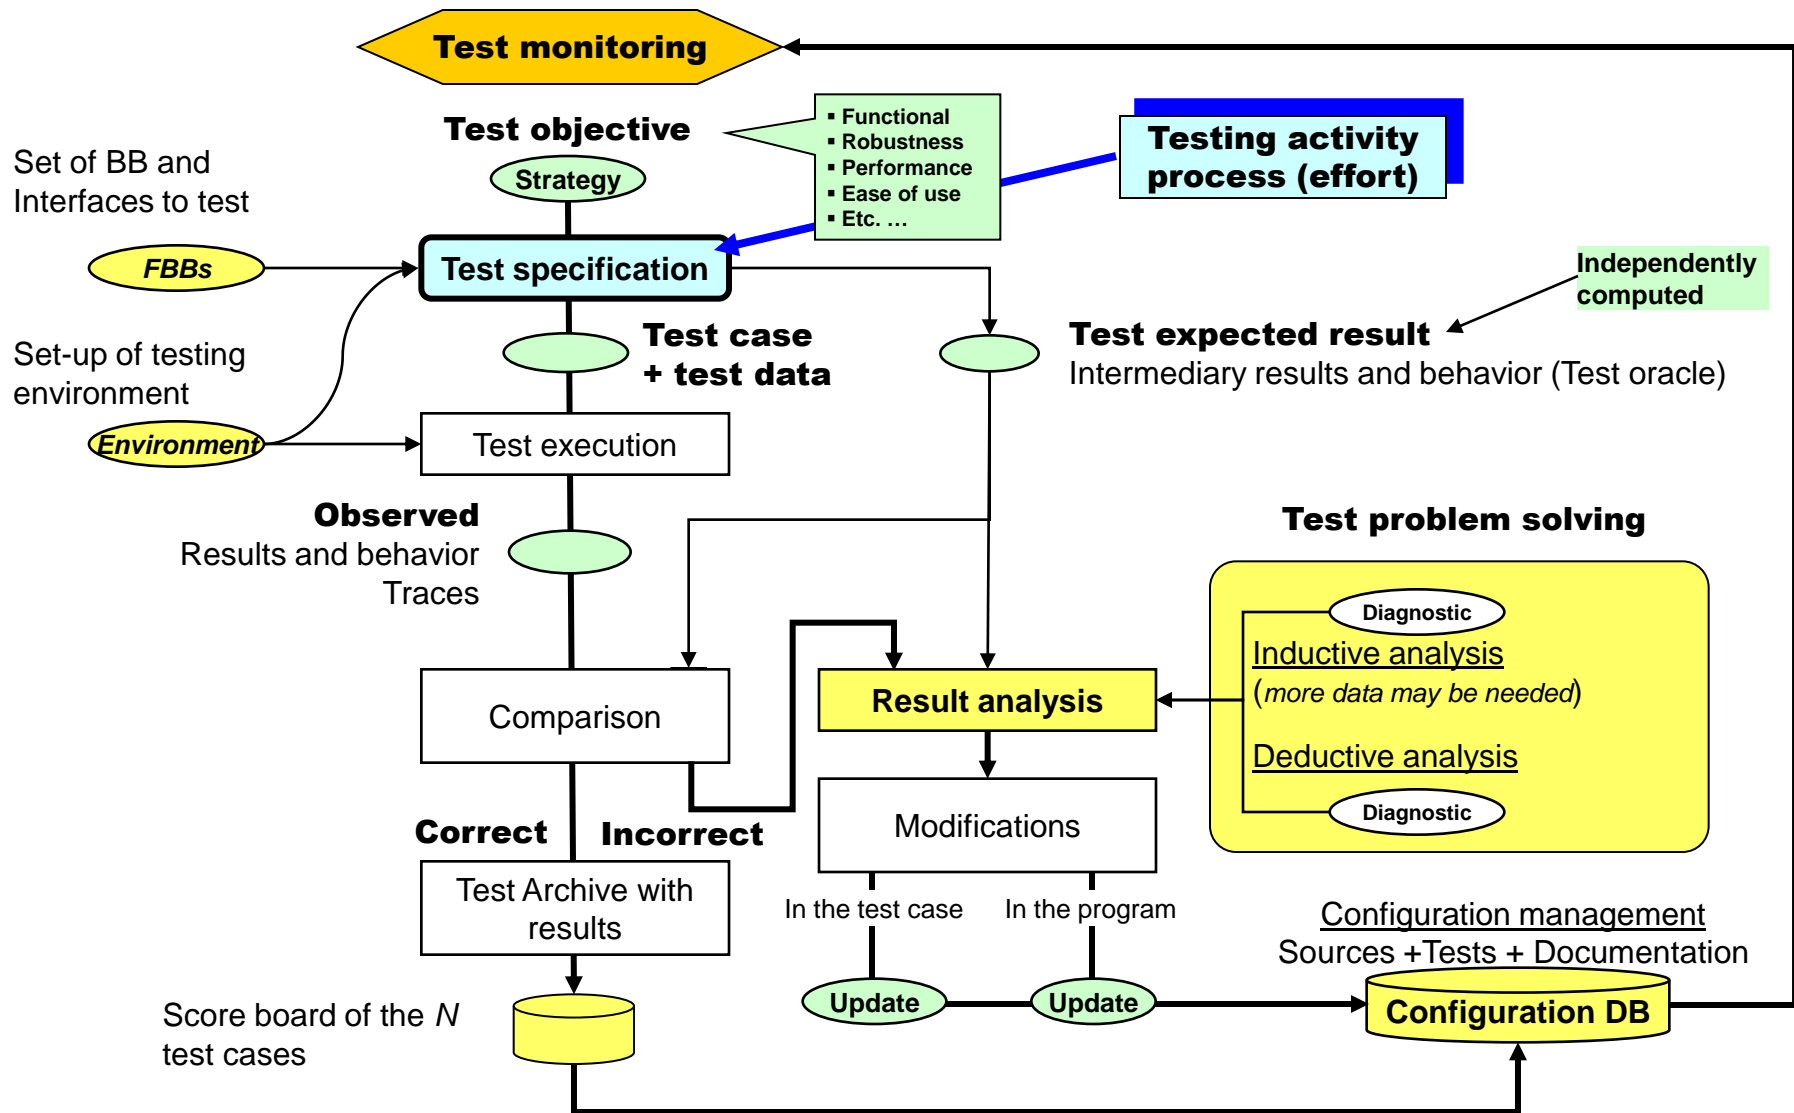 Test monitoring
Test objective
Strategy
▪ Functional
▪ Robustness
▪ Performance
▪ Ease of use
▪ Etc. …
Testing activity
process (effort)
Set of BB and
Interfaces to test
FBBs
Test specification
Independently
computed
Test case
+ test data
Test expected result
Intermediary results and behavior (Test oracle)
Set-up of testing
environment
Environment
Test execution
Observed
Results and behavior
Traces
Test problem solving
Diagnostic
Inductive analysis
(more data may be needed)
Deductive analysis
Diagnostic
Comparison
Result analysis
Modifications
Correct
Incorrect
Test Archive with
results
In the test case
In the program
Configuration management
Sources +Tests + Documentation
Update
Update
Configuration DB
Score board of the N
test cases